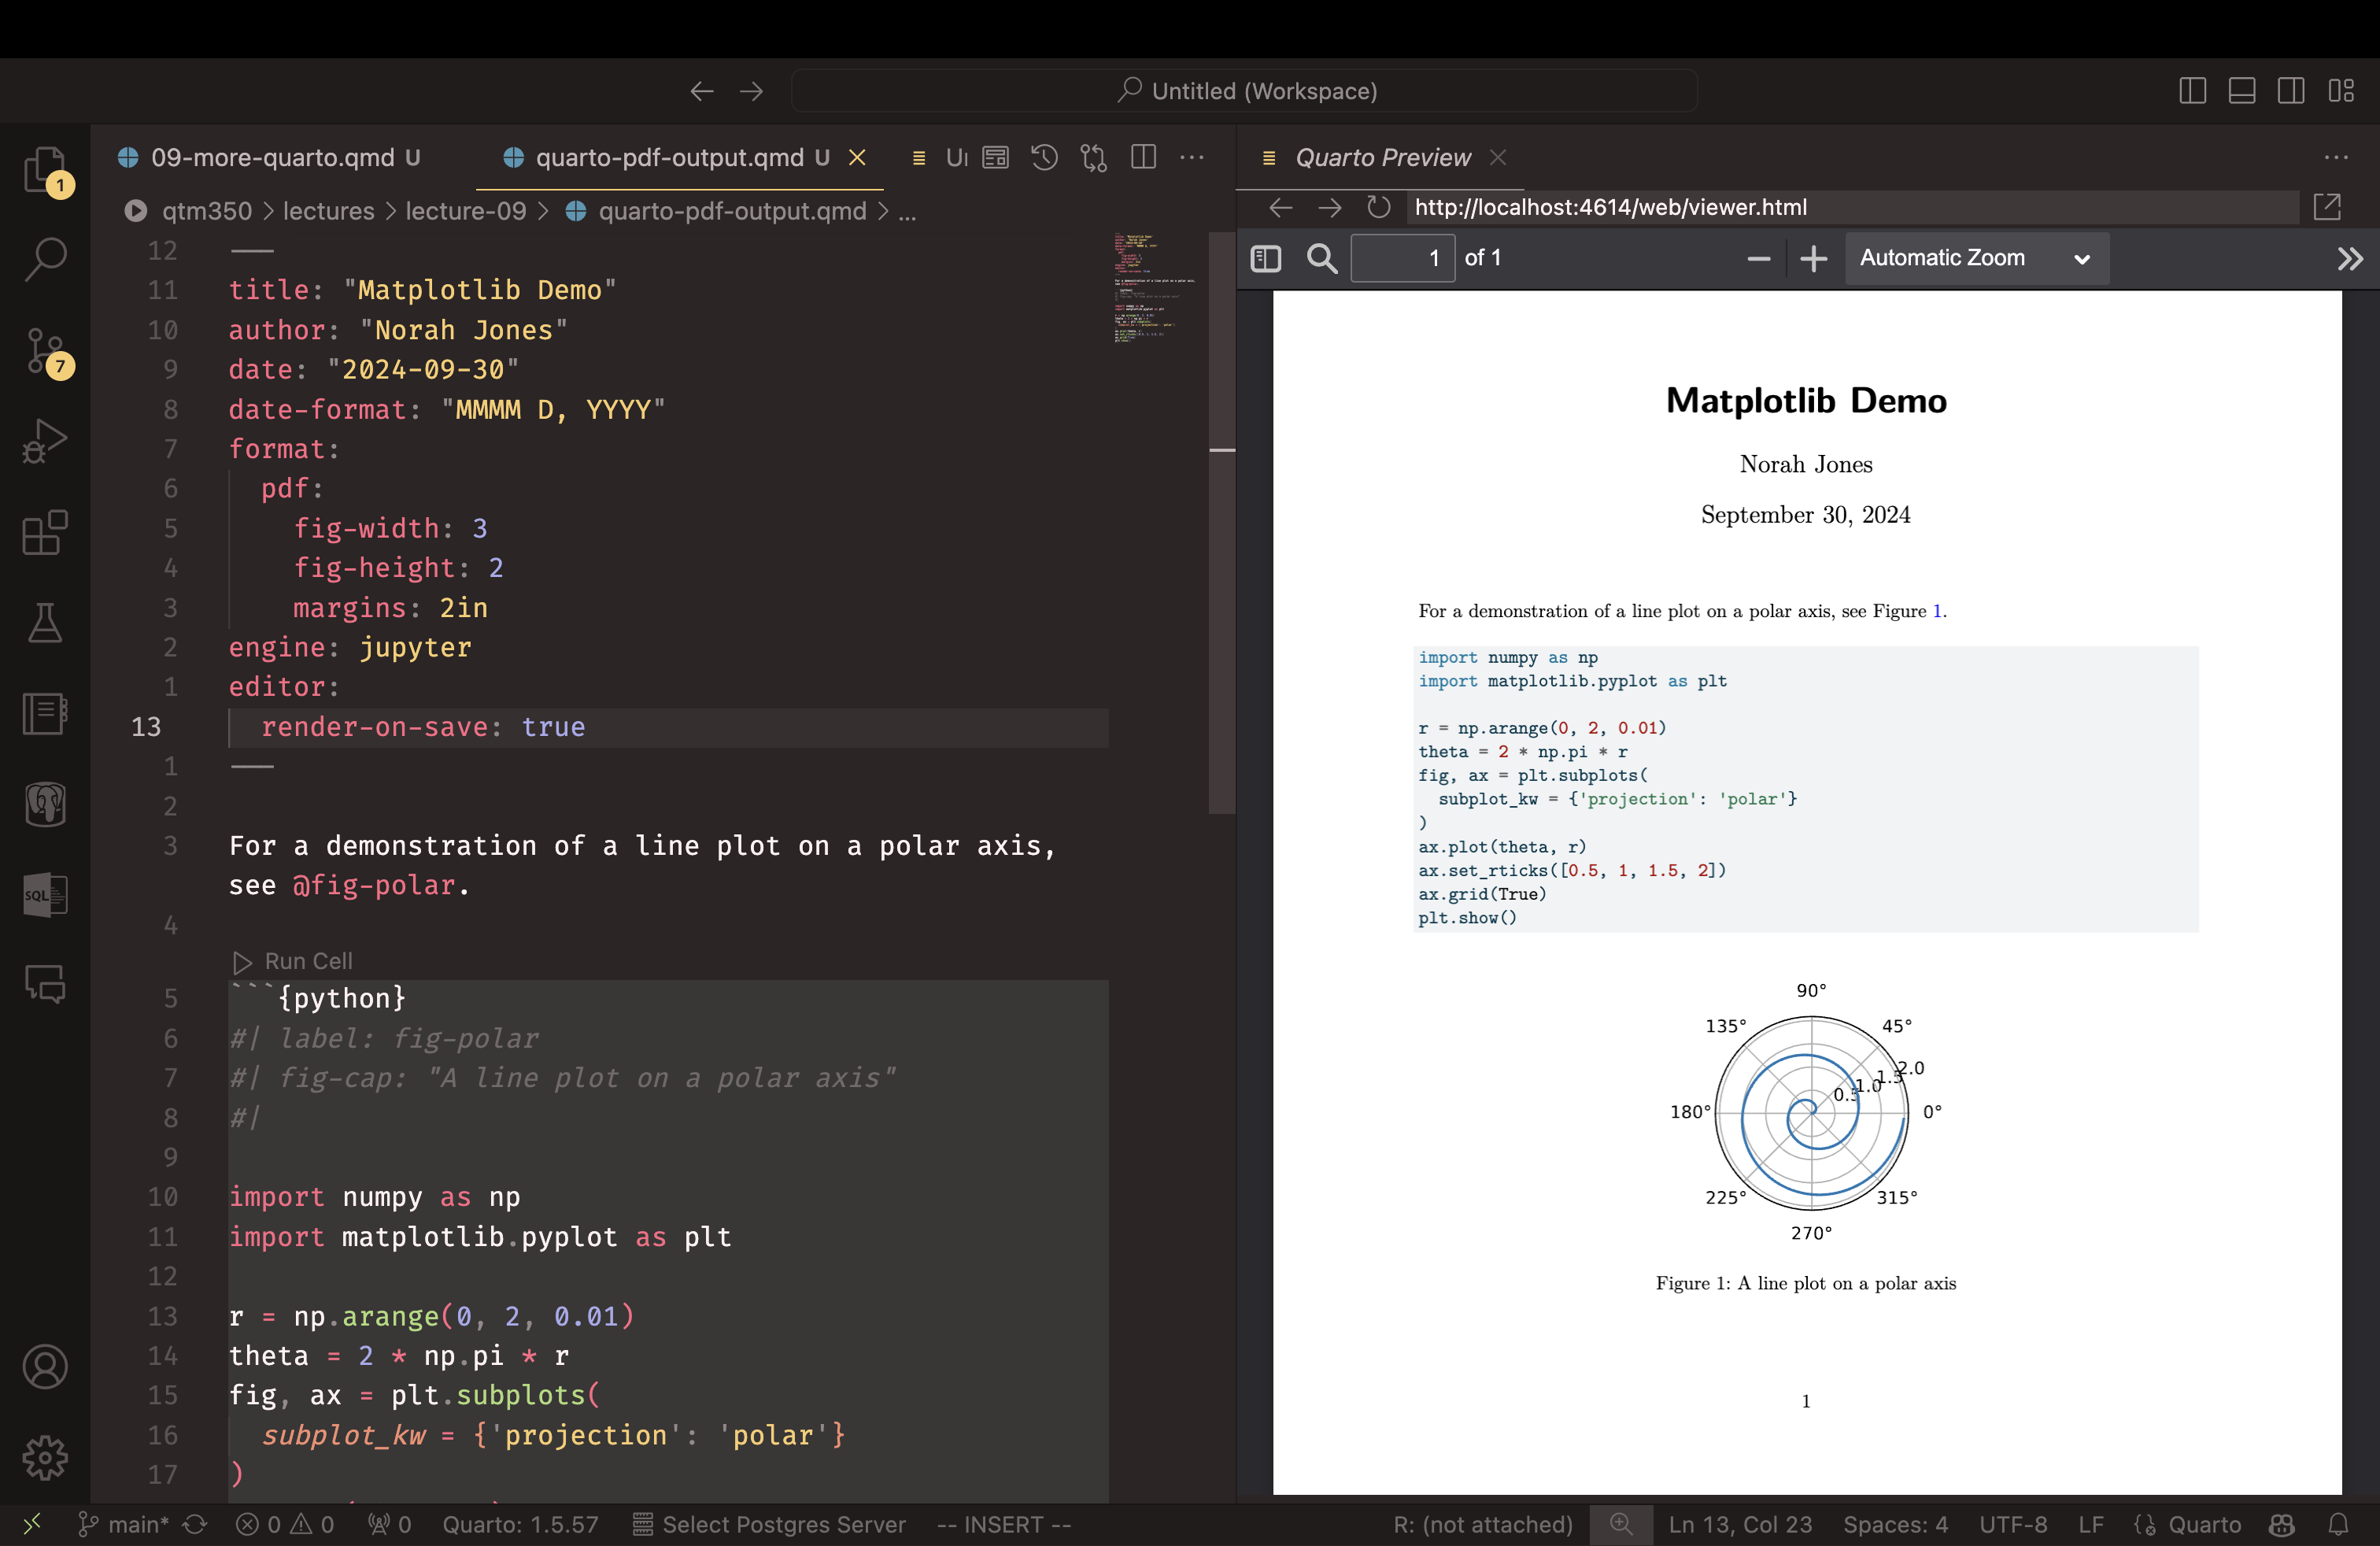 Untitled (Workspace)
09-more-quarto.qmd U
quarto-pdf-output.qmd U
Quarto Preview
qtm350 > lectures > lecture-09 > quarto-pdf-output.qmd > ...
1
7
SQL
12 ---
11 title: "Matplotlib Demo"
10 author: "Norah Jones"
9 date: "2024-09-30"
8 date-format: "MMMM D, YYYY"
7 format:
6 pdf:
5 fig-width: 3
4 fig-height: 2
3 margins: 2in
2 engine: jupyter
1 editor:
13 render-on-save: true
1 ---
2
3 For a demonstration of a line plot on a polar axis,
see @fig-polar.
4
Run Cell
5 ```{python}
6 #| label: fig-polar
7 #| fig-cap: "A line plot on a polar axis"
8 #|
9
10 import numpy as np
11 import matplotlib.pyplot as plt
12
13 r = np.arange(0, 2, 0.01)
14 theta = 2 * np.pi * r
15 fig, ax = plt.subplots(
16 subplot_kw = {'projection': 'polar'}
17 )
http://localhost:4614/web/viewer.html
1 of 1
Automatic Zoom
Matplotlib Demo
Norah Jones
September 30, 2024
For a demonstration of a line plot on a polar axis, see Figure 1.
import numpy as np
import matplotlib.pyplot as plt
r = np.arange(0, 2, 0.01)
theta = 2 * np.pi * r
fig, ax = plt.subplots(
subplot_kw = {'projection': 'polar'}
)
ax.plot(theta, r)
ax.set_rticks([0.5, 1, 1.5, 2])
ax.grid(True)
plt.show()
90°
135°
45°
2.0
1.5
1.0
0.5
180°
0°
225°
315°
270°
Figure 1: A line plot on a polar axis
1
main* 0 0 0 Quarto: 1.5.57 Select Postgres Server -- INSERT --
R: (not attached) Ln 13, Col 23 Spaces: 4 UTF-8 LF Quarto